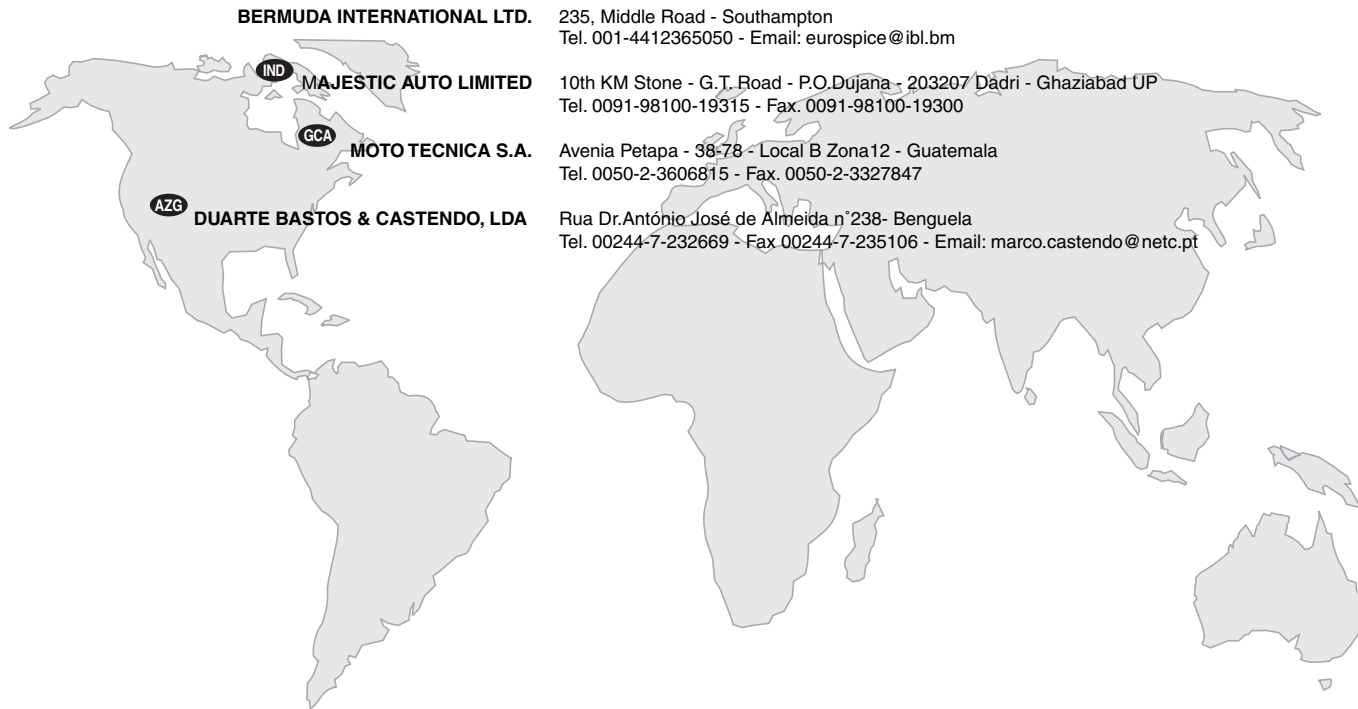 BERMUDA INTERNATIONAL LTD. 235, Middle Road - Southampton
Tel. 001-4412365050 - Email: eurospice@ibl.bm
IND MAJESTIC AUTO LIMITED 10th KM Stone - G.T. Road - P.O.Dujana - 203207 Dadri - Ghaziabad UP
Tel. 0091-98100-19315 - Fax. 0091-98100-19300
GCA MOTO TECNICA S.A. Avenia Petapa - 38-78 - Local B Zona12 - Guatemala
Tel. 0050-2-3606815 - Fax. 0050-2-3327847
AZG DUARTE BASTOS & CASTENDO, LDA Rua Dr.António José de Almeida n°238- Benguela
Tel. 00244-7-232669 - Fax 00244-7-235106 - Email: marco.castendo@netc.pt